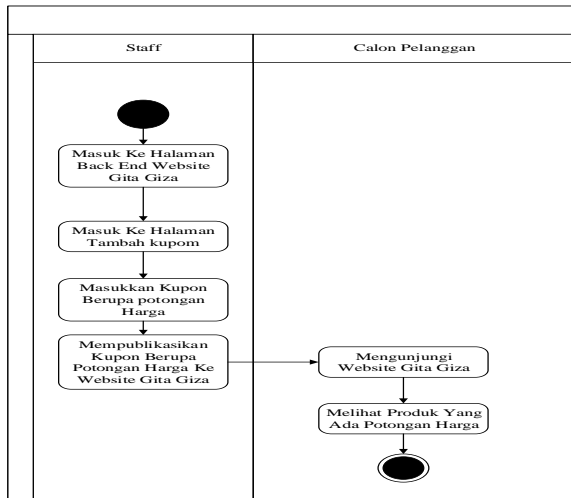 Staff
Calon Pelanggan
Masuk Ke Halaman
Back End Website
Gita Giza
Masuk Ke Halaman
Tambah kupom
Masukkan Kupon
Berupa potongan
Harga
Mempublikasikan
Kupon Berupa
Potongan Harga Ke
Website Gita Giza
Mengunjungi
Website Gita Giza
Melihat Produk Yang
Ada Potongan Harga